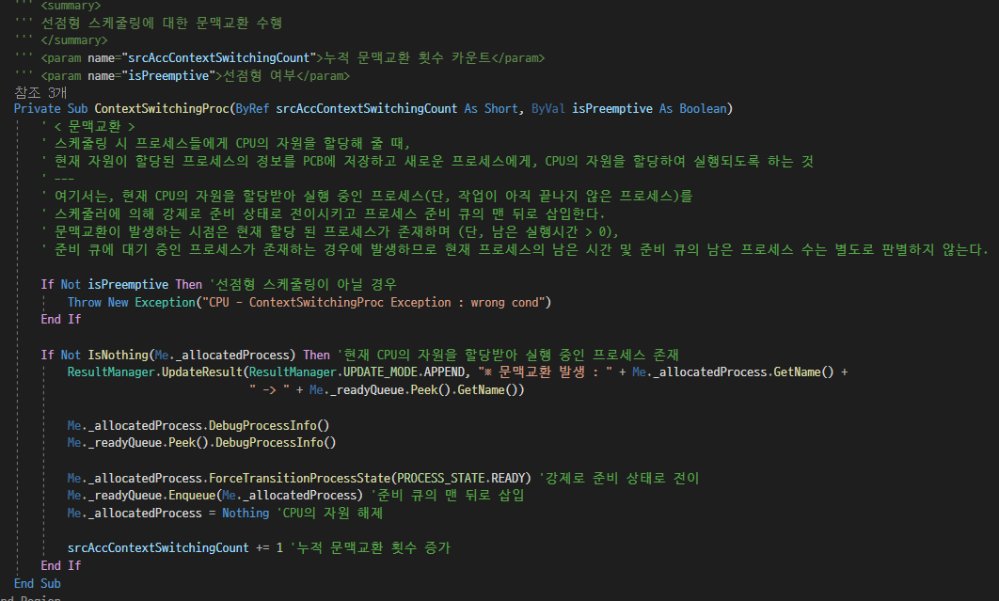 ''' <summary>
''' 선점형 스케줄링에 대한 문맥교환 수행
''' </summary>
''' <param name="srcAccContextSwitchingCount">누적 문맥교환 횟수 카운트</param>
''' <param name="isPreemptive">선점형 여부</param>
참조 3개
Private Sub ContextSwitchingProc(ByRef srcAccContextSwitchingCount As Short, ByVal isPreemptive As Boolean)
' < 문맥교환 >
' 스케줄링 시 프로세스들에게 CPU의 자원을 할당해 줄 때,
' 현재 자원이 할당된 프로세스의 정보를 PCB에 저장하고 새로운 프로세스에게, CPU의 자원을 할당하여 실행되도록 하는 것
' ---
' 여기서는, 현재 CPU의 자원을 할당받아 실행 중인 프로세스(단, 작업이 아직 끝나지 않은 프로세스)를
' 스케줄러에 의해 강제로 준비 상태로 전이시키고 프로세스 준비 큐의 맨 뒤로 삽입한다.
' 문맥교환이 발생하는 시점은 현재 할당 된 프로세스가 존재하며 (단, 남은 실행시간 > 0),
' 준비 큐에 대기 중인 프로세스가 존재하는 경우에 발생하므로 현재 프로세스의 남은 시간 및 준비 큐의 남은 프로세스 수는 별도로 판별하지 않는다.
If Not isPreemptive Then '선점형 스케줄링이 아닐 경우
Throw New Exception("CPU - ContextSwitchingProc Exception : wrong cond")
End If
If Not IsNothing(Me._allocatedProcess) Then '현재 CPU의 자원을 할당받아 실행 중인 프로세스 존재
ResultManager.UpdateResult(ResultManager.UPDATE_MODE.APPEND, "※ 문맥교환 발생 : " + Me._allocatedProcess.GetName() +
" -> " + Me._readyQueue.Peek().GetName())
Me._allocatedProcess.DebugProcessInfo()
Me._readyQueue.Peek().DebugProcessInfo()
Me._allocatedProcess.ForceTransitionProcessState(PROCESS_STATE.READY) '강제로 준비 상태로 전이
Me._readyQueue.Enqueue(Me._allocatedProcess) '준비 큐의 맨 뒤로 삽입
Me._allocatedProcess = Nothing 'CPU의 자원 해제
srcAccContextSwitchingCount += 1 '누적 문맥교환 횟수 증가
End If
End Sub
nd Region